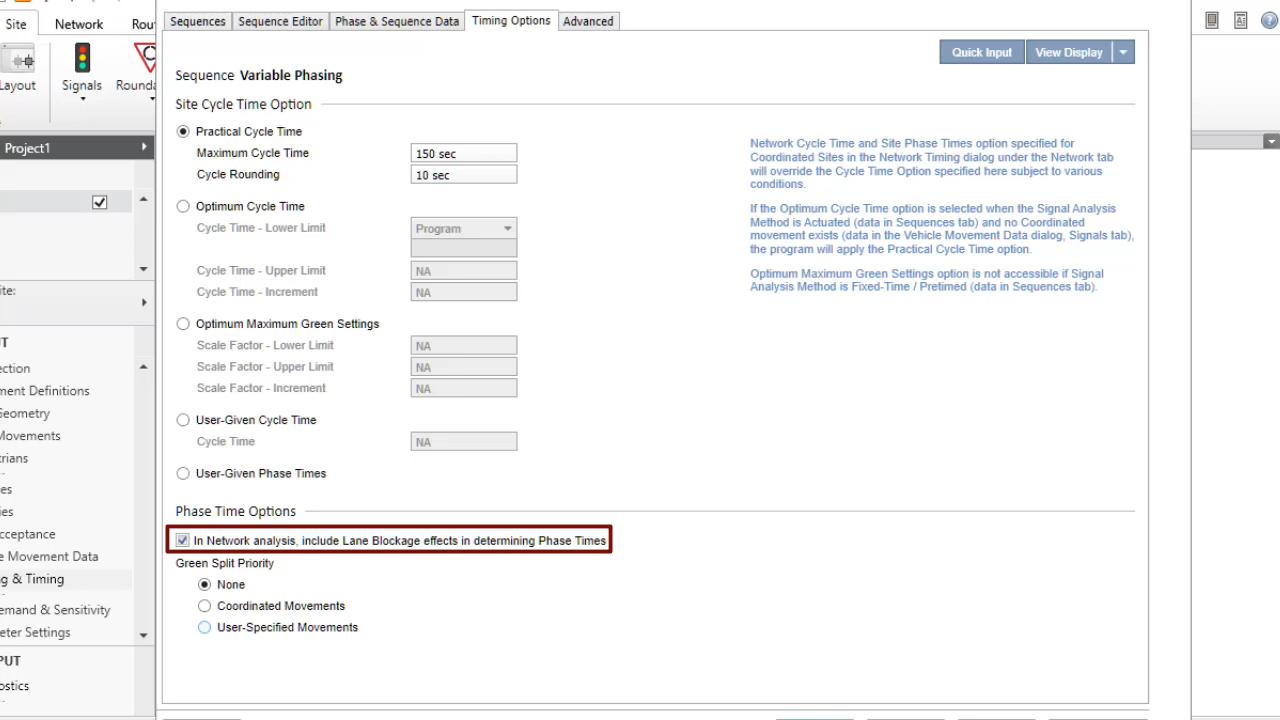 Site
Network
Rou
Sequences
Sequence Editor
Phase & Sequence Data
Timing Options
Advanced
Layout
Signals
Rounda
Quick Input
View Display
Sequence Variable Phasing
Site Cycle Time Option
Project1
Practical Cycle Time
Maximum Cycle Time
150 sec
Cycle Rounding
10 sec
Optimum Cycle Time
Cycle Time - Lower Limit
Program
Cycle Time - Upper Limit
NA
Cycle Time - Increment
NA
Optimum Maximum Green Settings
Scale Factor - Lower Limit
NA
Scale Factor - Upper Limit
NA
Scale Factor - Increment
NA
User-Given Cycle Time
Cycle Time
NA
User-Given Phase Times
Network Cycle Time and Site Phase Times option specified for
Coordinated Sites in the Network Timing dialog under the Network tab
will override the Cycle Time Option specified here subject to various
conditions.
If the Optimum Cycle Time option is selected when the Signal Analysis
Method is Actuated (data in Sequences tab) and no Coordinated
movement exists (data in the Vehicle Movement Data dialog, Signals tab),
the program will apply the Practical Cycle Time option.
Optimum Maximum Green Settings option is not accessible if Signal
Analysis Method is Fixed-Time / Pretimed (data in Sequences tab).
Phase Time Options
In Network analysis, include Lane Blockage effects in determining Phase Times
Green Split Priority
None
Coordinated Movements
User-Specified Movements
ite:
UT
ection
ment Definitions
Geometry
Movements
trians
es
ies
cceptance
e Movement Data
g & Timing
emand & Sensitivity
eter Settings
PUT
ostics